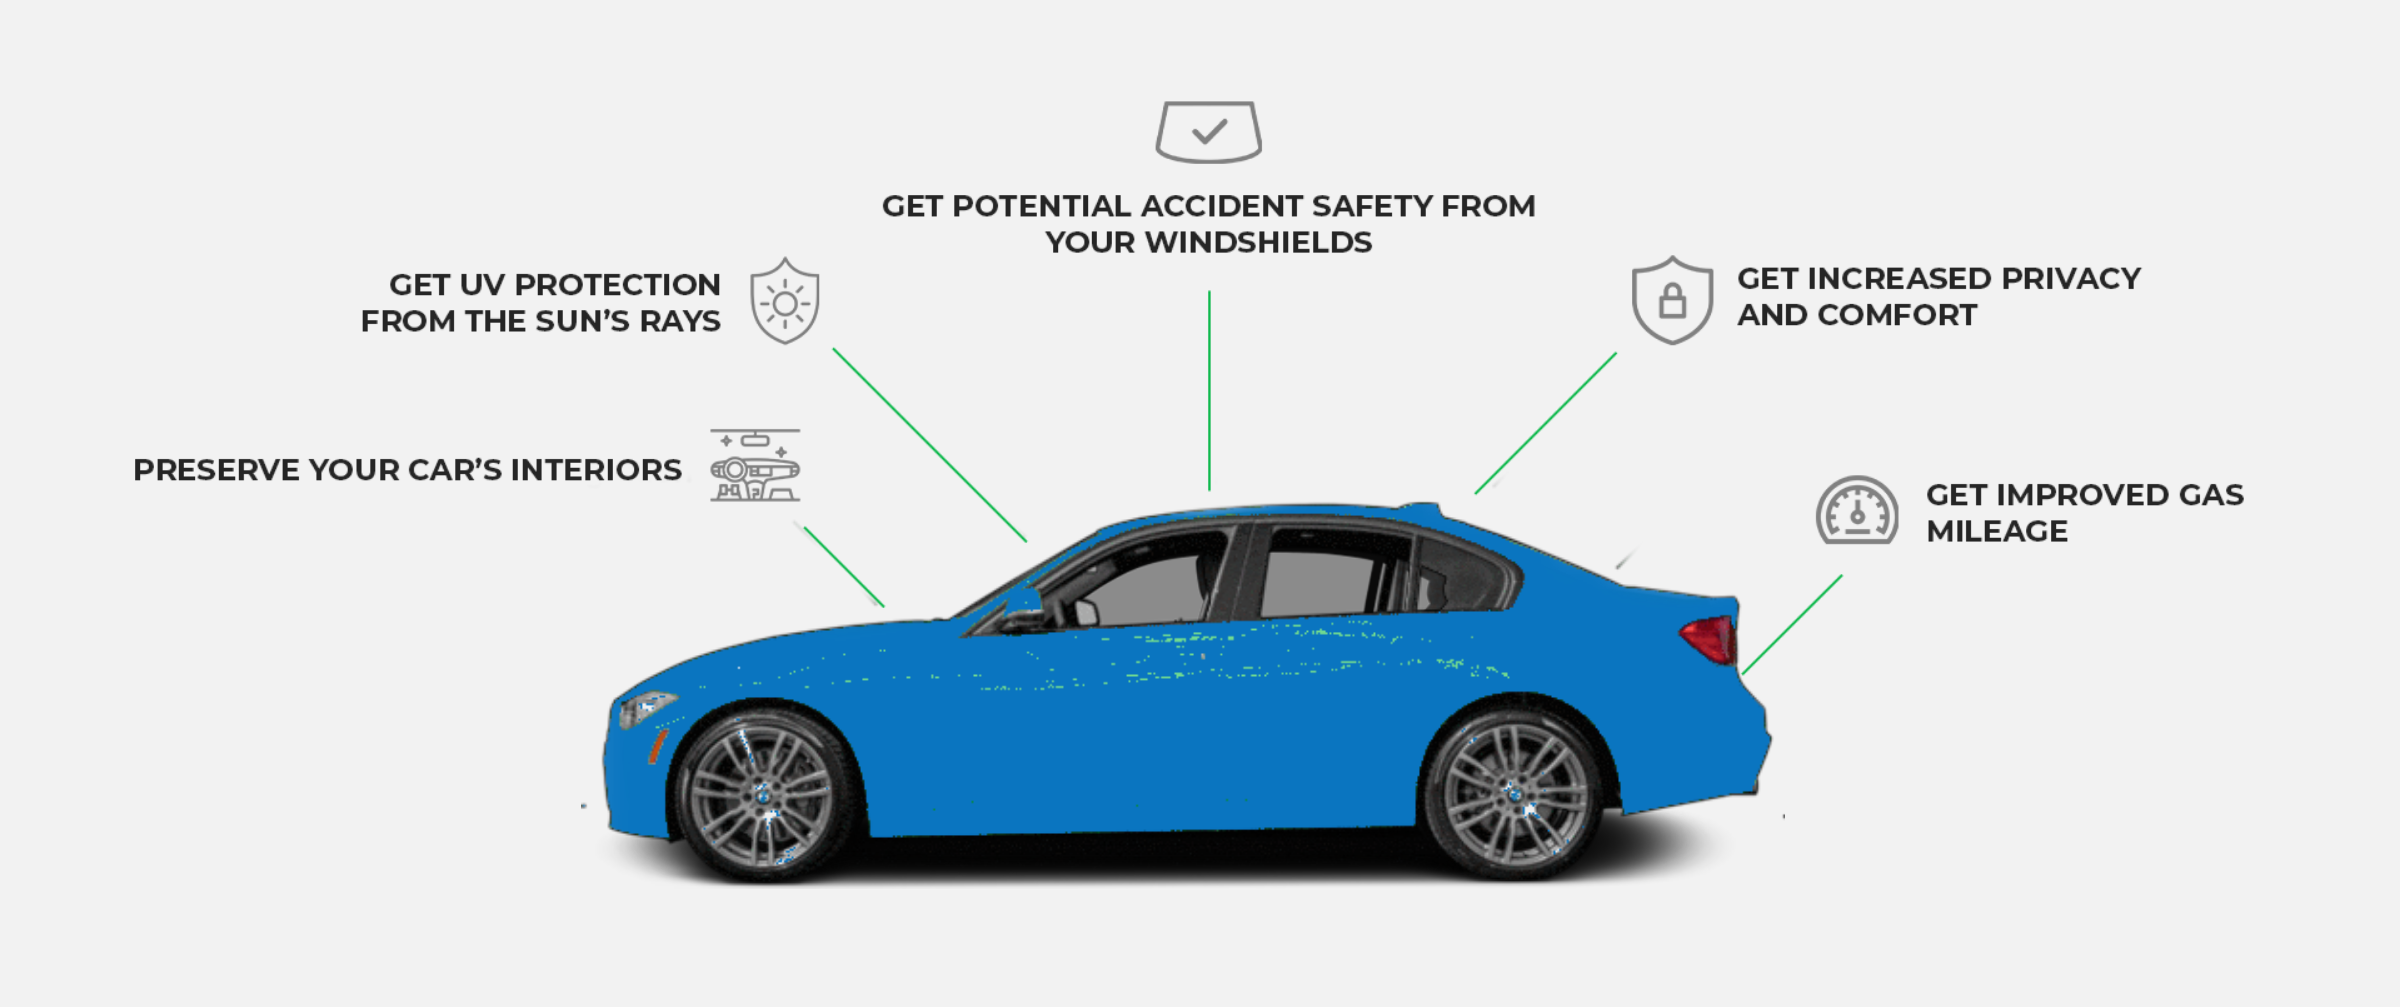 GET POTENTIAL ACCIDENT SAFETY FROM
YOUR WINDSHIELDS
GET UV PROTECTION
FROM THE SUN’S RAYS
GET INCREASED PRIVACY
AND COMFORT
PRESERVE YOUR CAR’S INTERIORS
GET IMPROVED GAS
MILEAGE